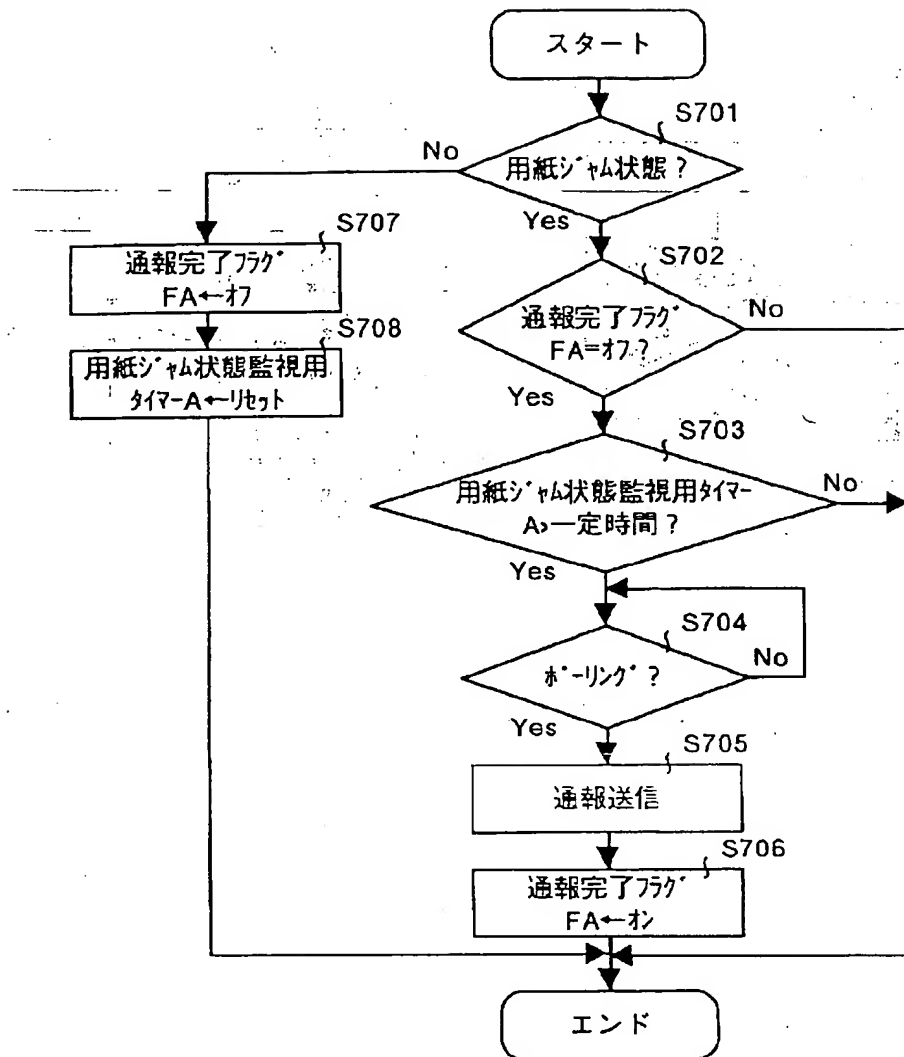 スタート
S701
用紙ジャム状態？
No
Yes
S707
通報完了フラグ
FA←オフ
S708
用紙ジャム状態監視用
タイマーA←リセット
S702
通報完了フラグ
FA=オフ？
No
Yes
S703
用紙ジャム状態監視用タイマー
A>一定時間？
No
Yes
S704
ポーリング？
No
Yes
S705
通報送信
S706
通報完了フラグ
FA←オン
エンド